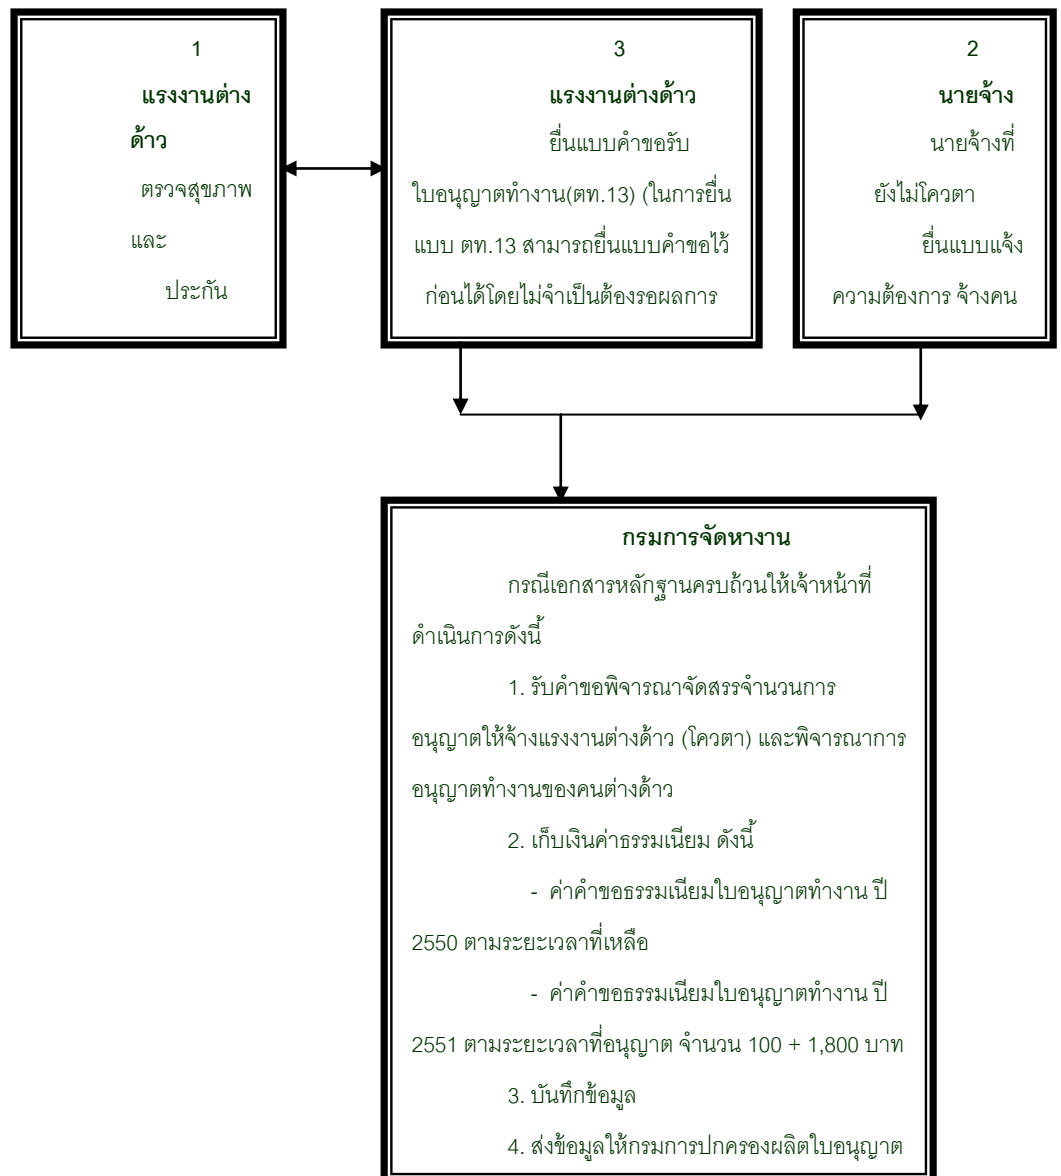 1
แรงงานต่าง
ด้าว
ตรวจสุขภาพ
และ
ประกัน
3
แรงงานต่างด้าว
ยื่นแบบคำขอรับ
ใบอนุญาตทำงาน(ตท.13) (ในการยื่น
แบบ ตท.13 สามารถยื่นแบบคำขอไว้
ก่อนได้โดยไม่จำเป็นต้องรอผลการ
2
นายจ้าง
นายจ้างที่
ยังไม่โควตา
ยื่นแบบแจ้ง
ความต้องการ จ้างคน
กรมการจัดหางาน
กรณีเอกสารหลักฐานครบถ้วนให้เจ้าหน้าที่
ดำเนินการดังนี้
1. รับคำขอพิจารณาจัดสรรจำนวนการ
อนุญาตให้จ้างแรงงานต่างด้าว (โควตา) และพิจารณาการ
อนุญาตทำงานของคนต่างด้าว
2. เก็บเงินค่าธรรมเนียม ดังนี้
- ค่าคำขอธรรมเนียมใบอนุญาตทำงาน ปี
2550 ตามระยะเวลาที่เหลือ
- ค่าคำขอธรรมเนียมใบอนุญาตทำงาน ปี
2551 ตามระยะเวลาที่อนุญาต จำนวน 100 + 1,800 บาท
3. บันทึกข้อมูล
4. ส่งข้อมูลให้กรมการปกครองผลิตใบอนุญาต